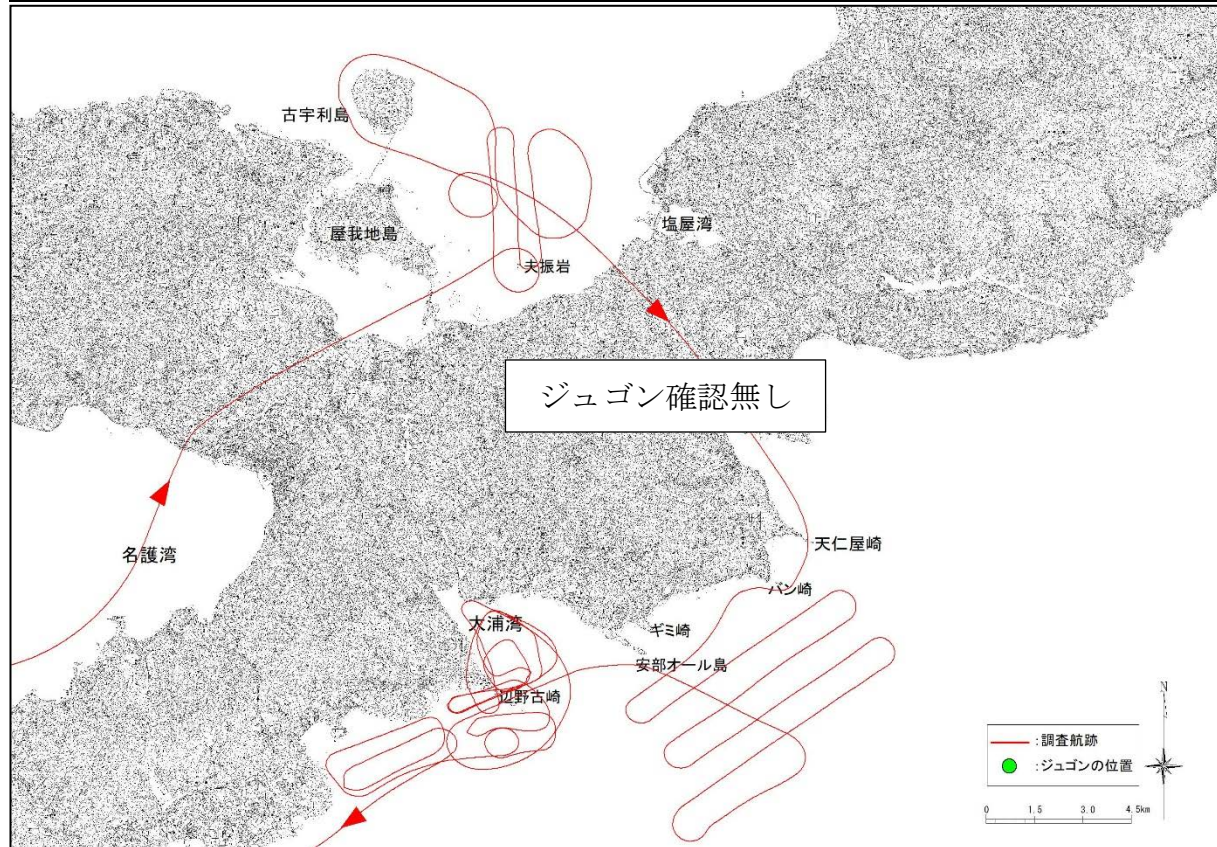 古宇利島
屋我地島
塩屋湾
夫振岩
ジュゴン確認無し
名護湾
天仁屋崎
バン崎
大浦湾
ギミ崎
安部オール島
辺野古崎
N
:調査航跡
:ジュゴンの位置
0 1.5 3.0 4.5km